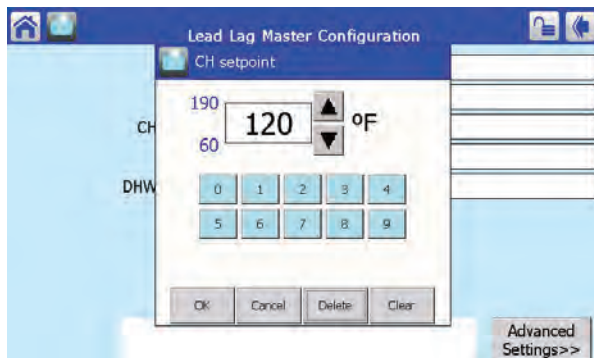 Lead Lag Master Configuration
CH setpoint
190
120 ºF
60
CH
DHW
0 1 2 3 4
5 6 7 8 9
OK Cancel Delete Clear
Advanced
Settings>>